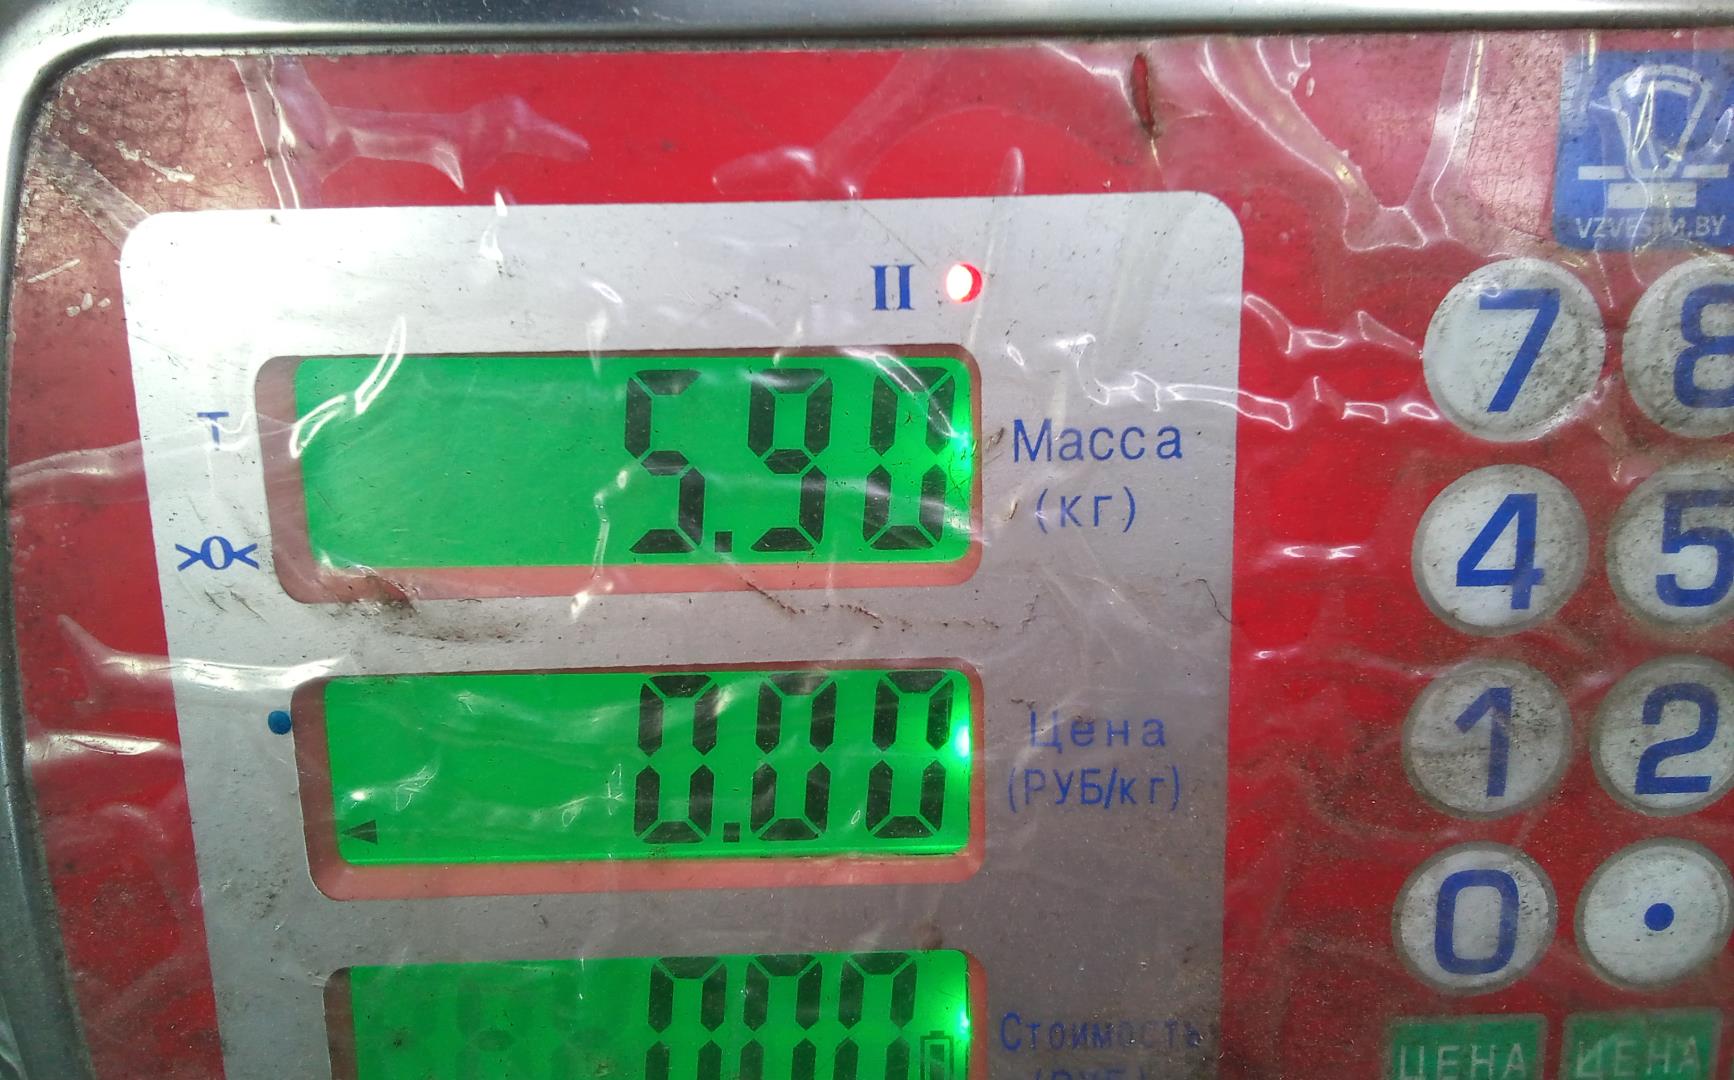 VZVESIM.BY
II
T
5.90
Масса
(кг)
>0<
7 8
4 5
0.00
Цена
(РУБ/кг)
1 2
0 .
000
Стоимость
ЦЕНА ЦЕНА